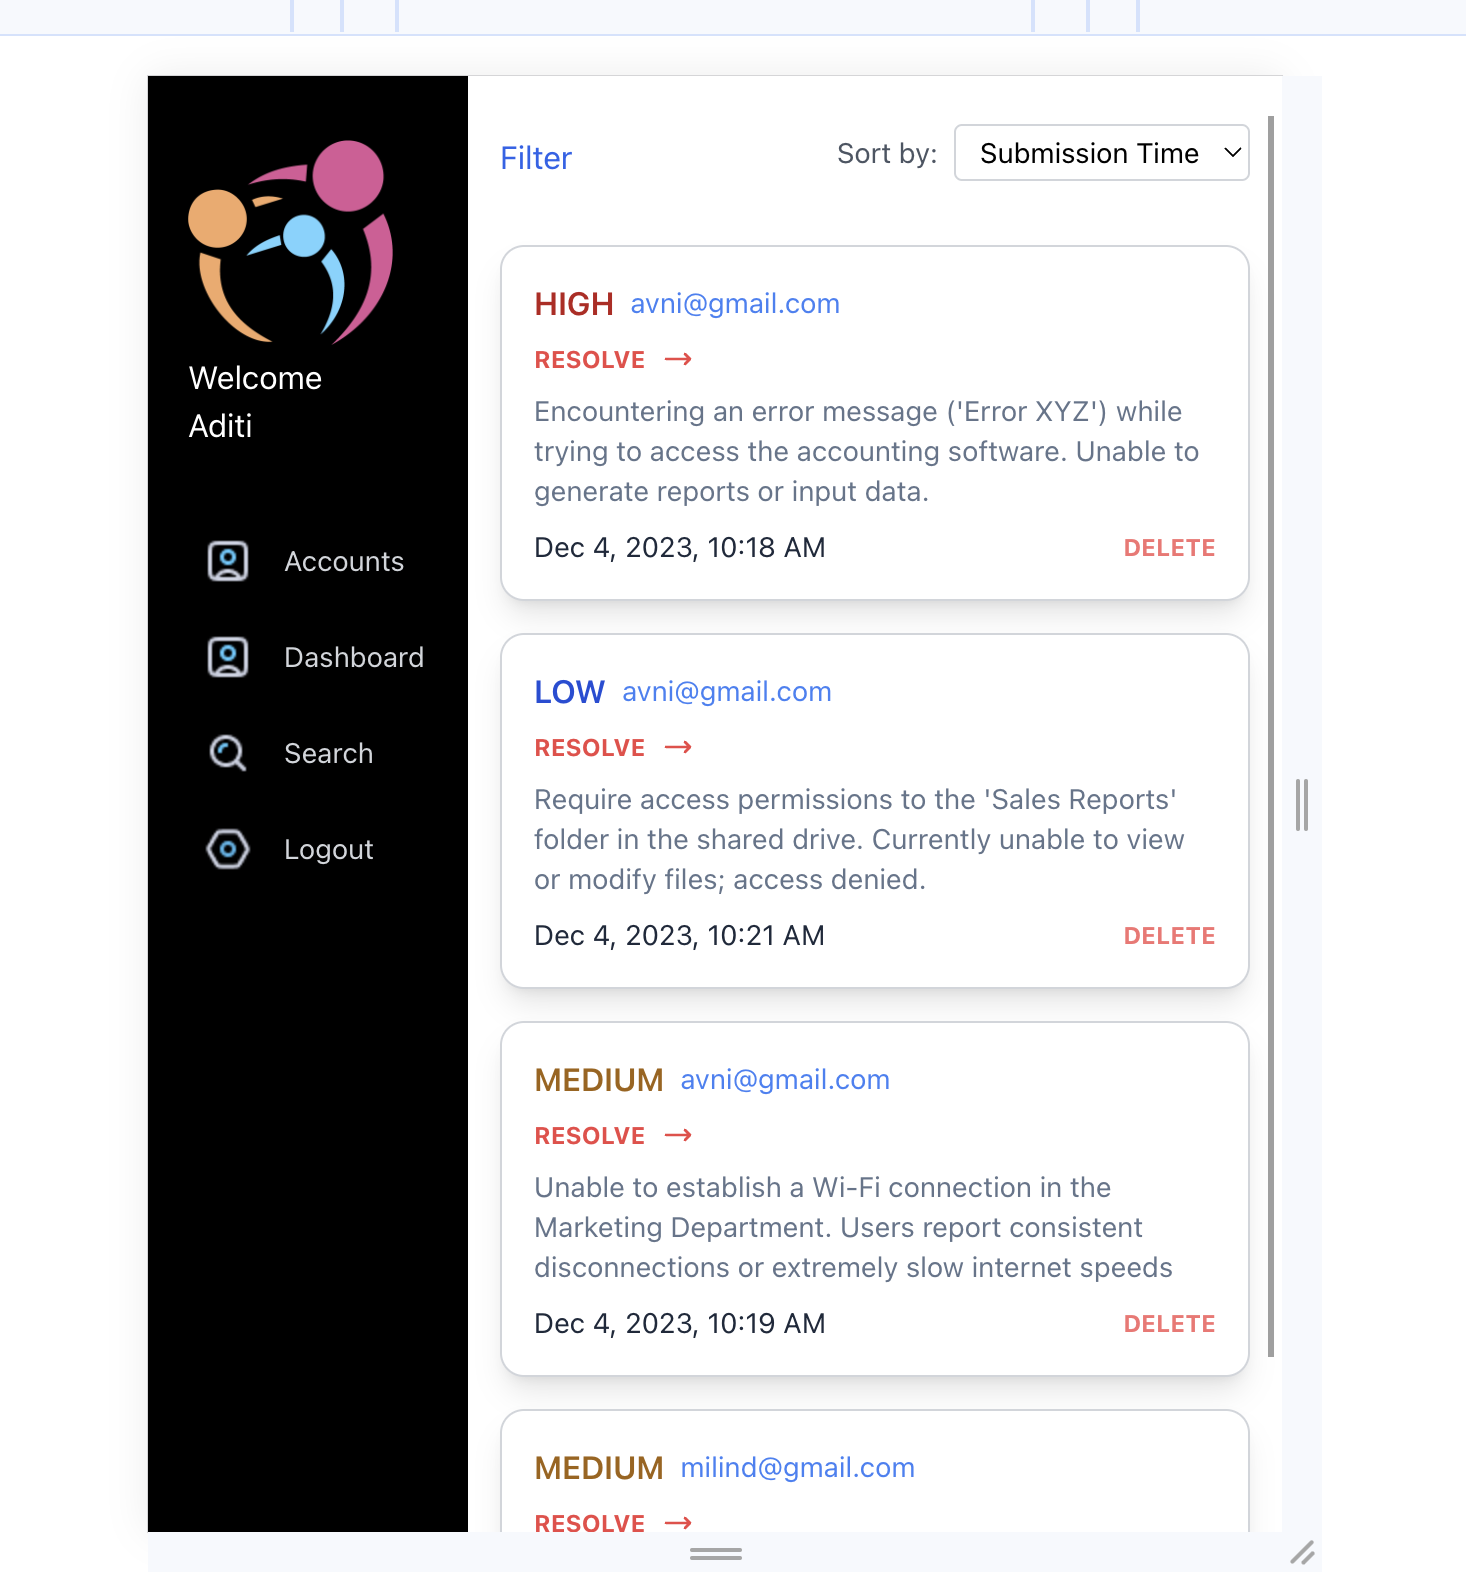 Welcome
Aditi
Accounts
Dashboard
Search
Logout
Filter
Sort by: Submission Time
HIGH avni@gmail.com
RESOLVE →
Encountering an error message ('Error XYZ') while
trying to access the accounting software. Unable to
generate reports or input data.
Dec 4, 2023, 10:18 AM DELETE
LOW avni@gmail.com
RESOLVE →
Require access permissions to the 'Sales Reports'
folder in the shared drive. Currently unable to view
or modify files; access denied.
Dec 4, 2023, 10:21 AM DELETE
MEDIUM avni@gmail.com
RESOLVE →
Unable to establish a Wi-Fi connection in the
Marketing Department. Users report consistent
disconnections or extremely slow internet speeds
Dec 4, 2023, 10:19 AM DELETE
MEDIUM milind@gmail.com
RESOLVE →